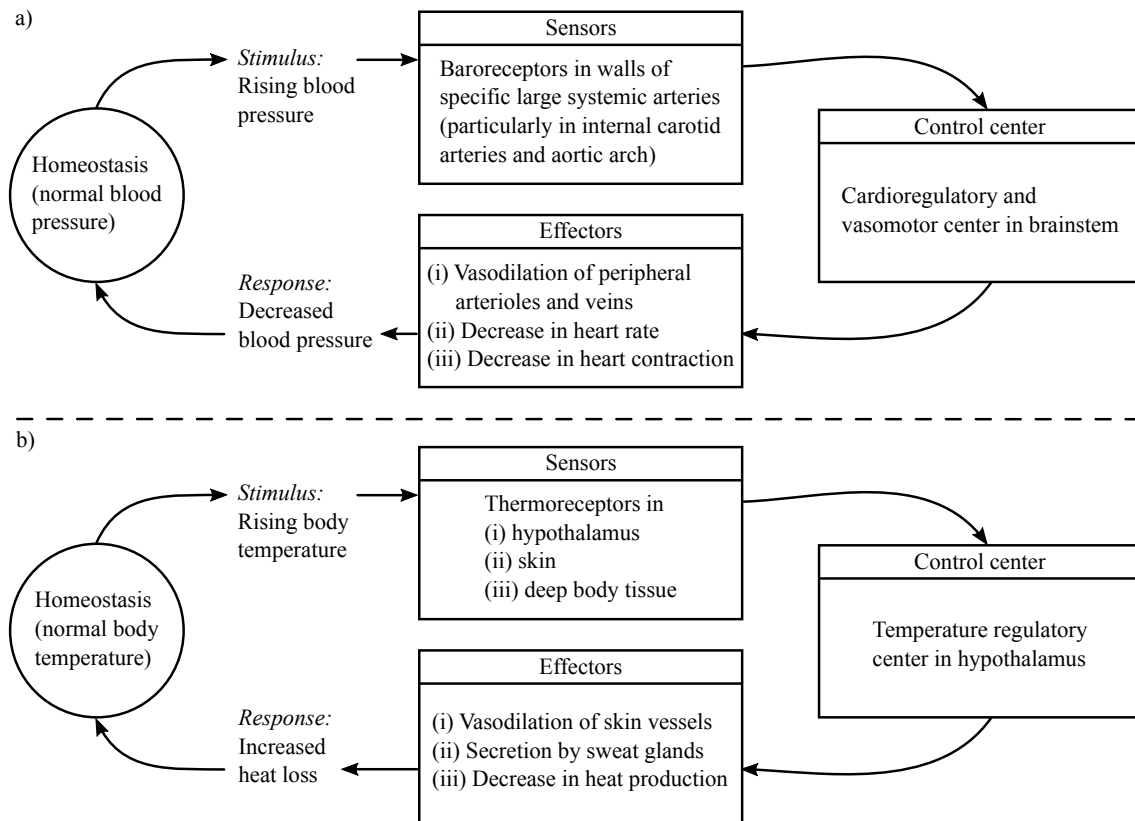 a)
Stimulus:
Rising blood
pressure
Sensors
Baroreceptors in walls of
specific large systemic arteries
(particularly in internal carotid
arteries and aortic arch)
Control center
Cardioregulatory and
vasomotor center in brainstem
Homeostasis
(normal blood
pressure)
Effectors
(i) Vasodilation of peripheral
arterioles and veins
(ii) Decrease in heart rate
(iii) Decrease in heart contraction
Response:
Decreased
blood pressure
b)
Stimulus:
Rising body
temperature
Sensors
Thermoreceptors in
(i) hypothalamus
(ii) skin
(iii) deep body tissue
Control center
Temperature regulatory
center in hypothalamus
Homeostasis
(normal body
temperature)
Effectors
(i) Vasodilation of skin vessels
(ii) Secretion by sweat glands
(iii) Decrease in heat production
Response:
Increased
heat loss